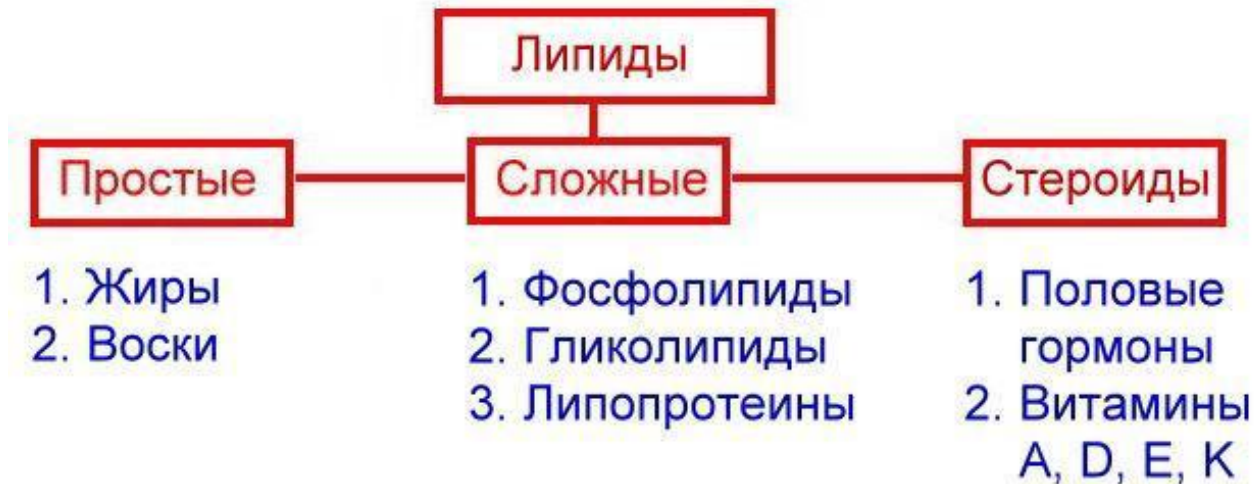 Липиды
Простые
Сложные
Стероиды
1. Жиры
2. Воски
1. Фосфолипиды
2. Гликолипиды
3. Липопротеины
1. Половые
гормоны
2. Витамины
A, D, E, K